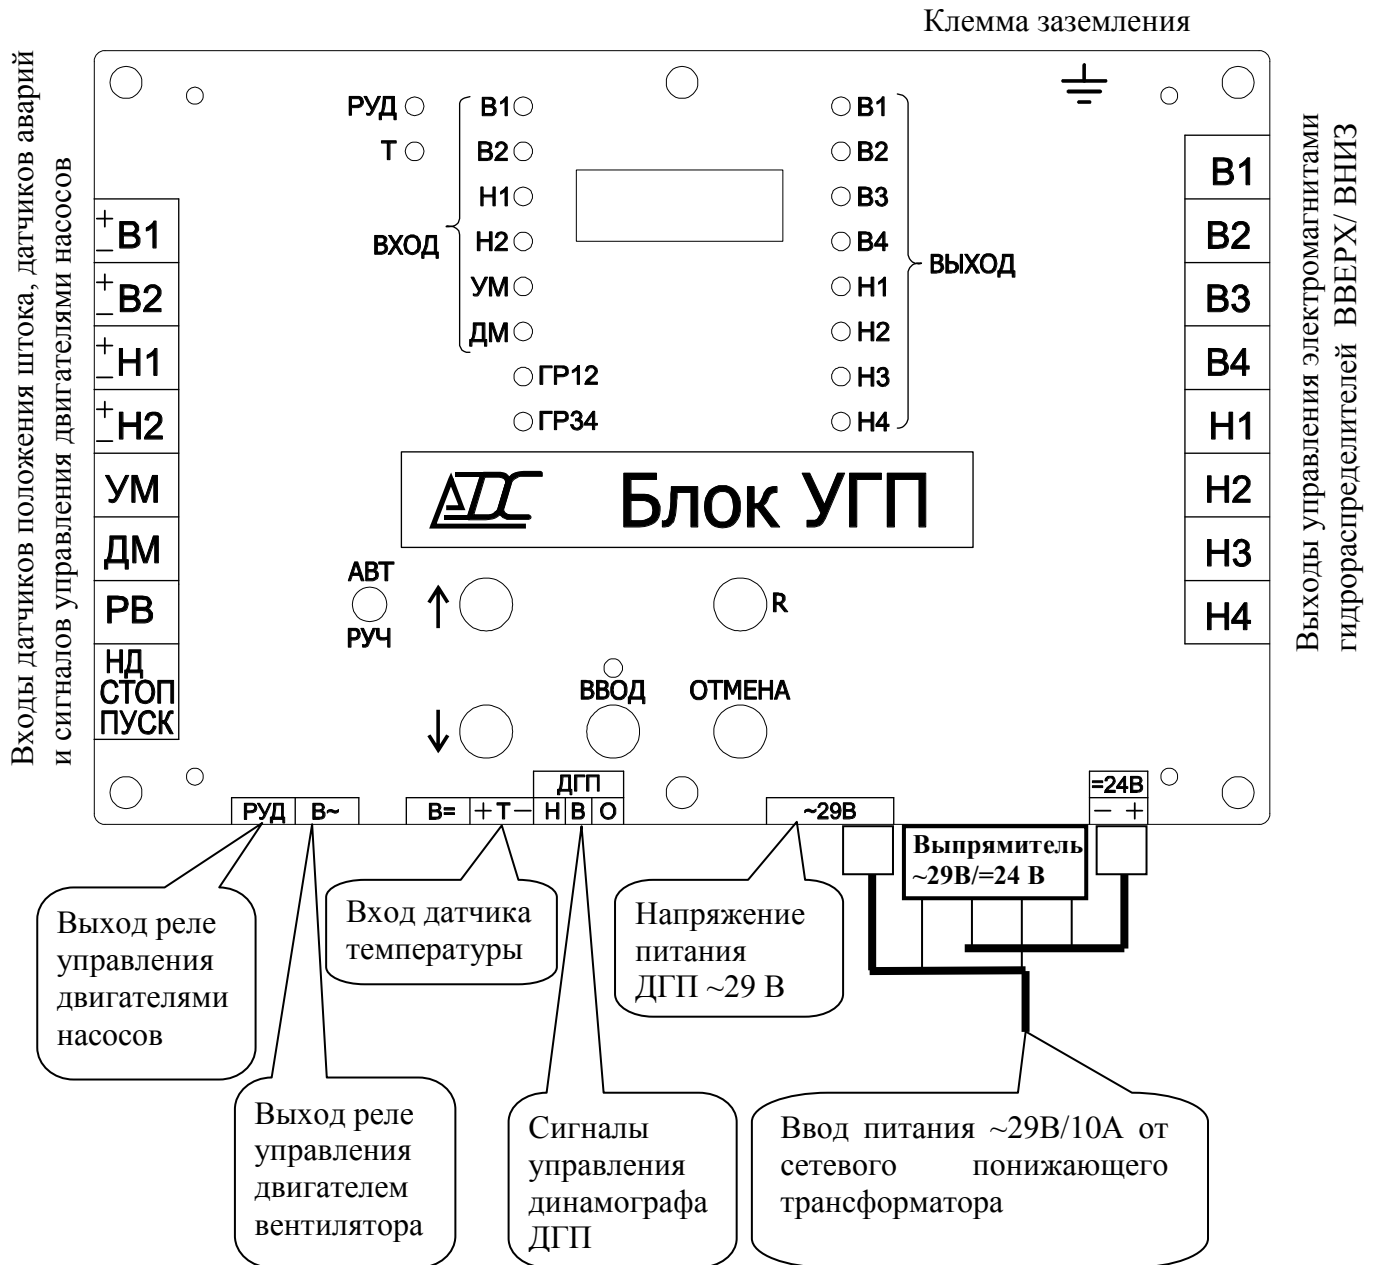 Клемма заземления
Входы датчиков положения штока, датчиков аварий
и сигналов управления двигателями насосов
РУД
Т
ВХОД
В1
В2
Н1
Н2
УМ
ДМ
ГР12
ГР34
В1
В2
В3
В4
Н1
Н2
Н3
Н4
ВЫХОД
+
− В1
+
− В2
+
− Н1
+
− Н2
УМ
ДМ
РВ
НД
СТОП
ПУСК
В1
В2
В3
В4
Н1
Н2
Н3
Н4
Выходы управления электромагнитами
гидрораспределителей ВВЕРХ/ ВНИЗ
ADC Блок УГП
АВТ
РУЧ
↑
R
ВВОД
ОТМЕНА
↓
ДГП
РУД В~ В= +Т− Н В О
~29В
=24В
− +
Выпрямитель
~29В/=24 В
Выход реле
управления
двигателями
насосов
Вход датчика
температуры
Напряжение
питания
ДГП ~29 В
Выход реле
управления
двигателем
вентилятора
Сигналы
управления
динамографа
ДГП
Ввод питания ~29В/10А от
сетевого понижающего
трансформатора